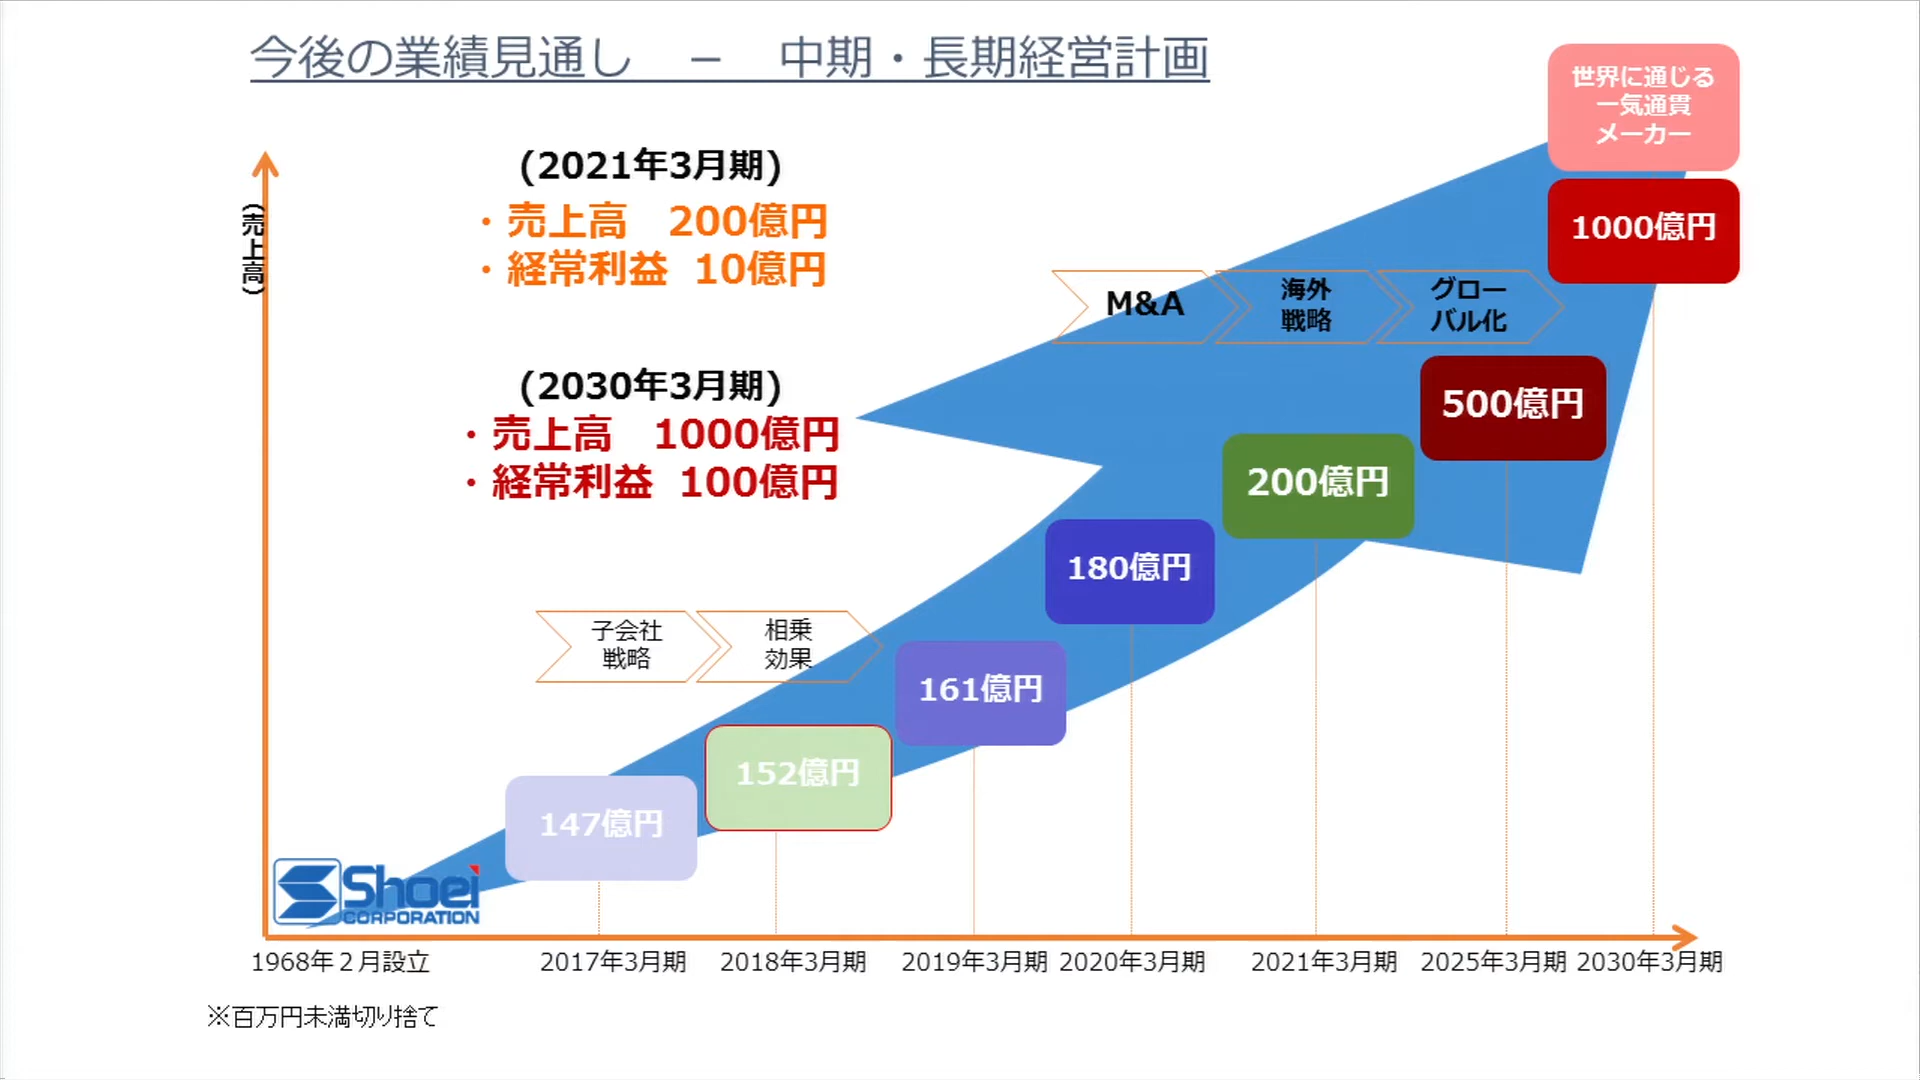 今後の業績見通し － 中期・長期経営計画
世界に通じる
一気通貫
メーカー
1000億円
(売上高)
(2021年3月期)
・売上高 200億円
・経常利益 10億円
(2030年3月期)
・売上高 1000億円
・経常利益 100億円
M&A
海外
戦略
グロー
バル化
500億円
200億円
180億円
子会社
戦略
相乗
効果
161億円
152億円
147億円
Shoei
CORPORATION
1968年２月設立
2017年3月期
2018年3月期
2019年3月期
2020年3月期
2021年3月期
2025年3月期
2030年3月期
※百万円未満切り捨て